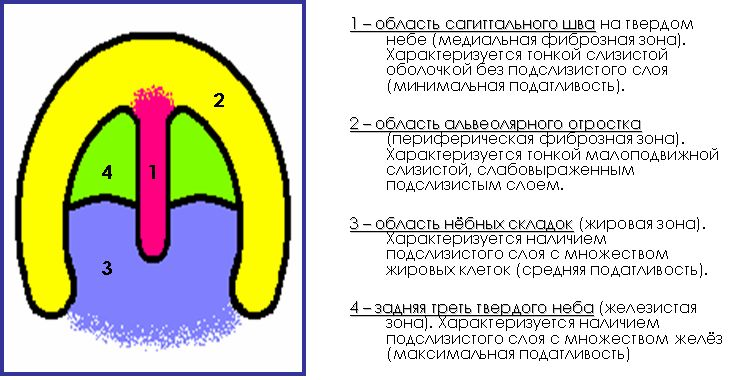 2
4
1
3
1 – область сагиттального шва на твердом
небе (медиальная фиброзная зона).
Характеризуется тонкой слизистой
оболочкой без подслизистого слоя
(минимальная податливость).
2 – область альвеолярного отростка
(периферическая фиброзная зона).
Характеризуется тонкой малоподвижной
слизистой, слабовыраженным
подслизистым слоем.
3 – область нёбных складок (жировая зона).
Характеризуется наличием
подслизистого слоя с множеством
жировых клеток (средняя податливость).
4 – задняя треть твердого неба (железистая
зона). Характеризуется наличием
подслизистого слоя с множеством желёз
(максимальная податливость)